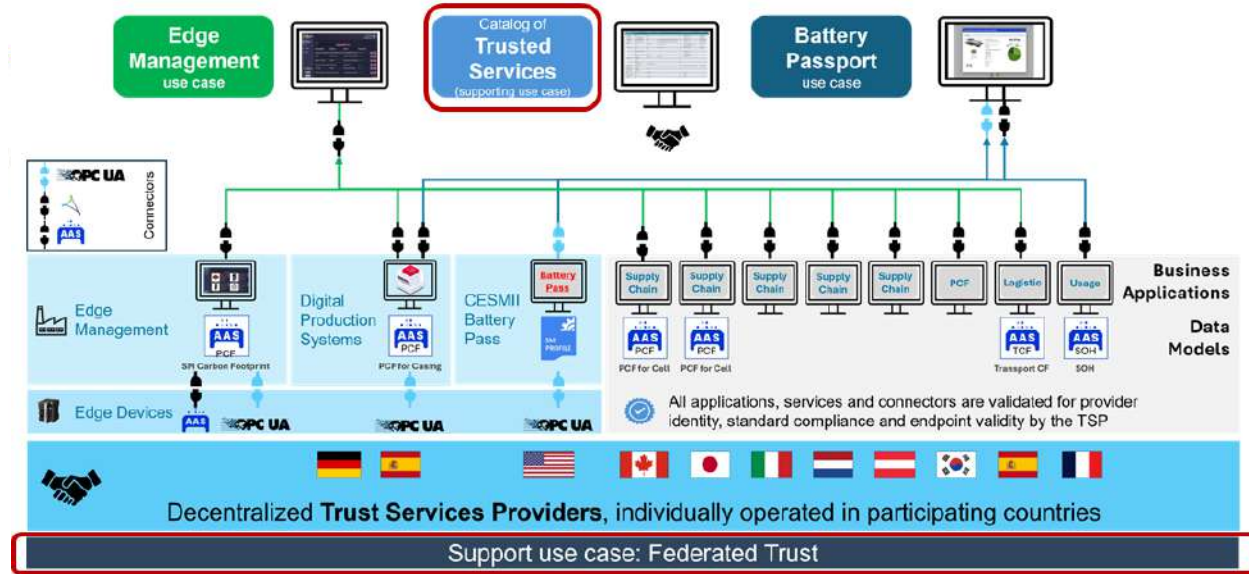 Edge
Management
use case
Catalog of
Trusted
Services
(supporting use case)
Battery
Passport
use case
OPC UA
AAS
Connectors
Edge
Management
AAS
PCF
SM Carbon Footprint
Digital
Production
Systems
AAS
PCF
PCF for Casing
CESMII
Battery
Pass
Battery
Pass
SM
PROFILE
Supply
Chain
Supply
Chain
Supply
Chain
Supply
Chain
Supply
Chain
PCF
Logistic
Usage
Business
Applications
AAS
PCF
PCF for Cell
AAS
PCF
PCF for Cell
AAS
TCF
Transport CF
AAS
SOH
SOH
Data
Models
Edge Devices
AAS
OPC UA
OPC UA
OPC UA
All applications, services and connectors are validated for provider
identity, standard compliance and endpoint validity by the TSP
Decentralized Trust Services Providers, individually operated in participating countries
Support use case: Federated Trust